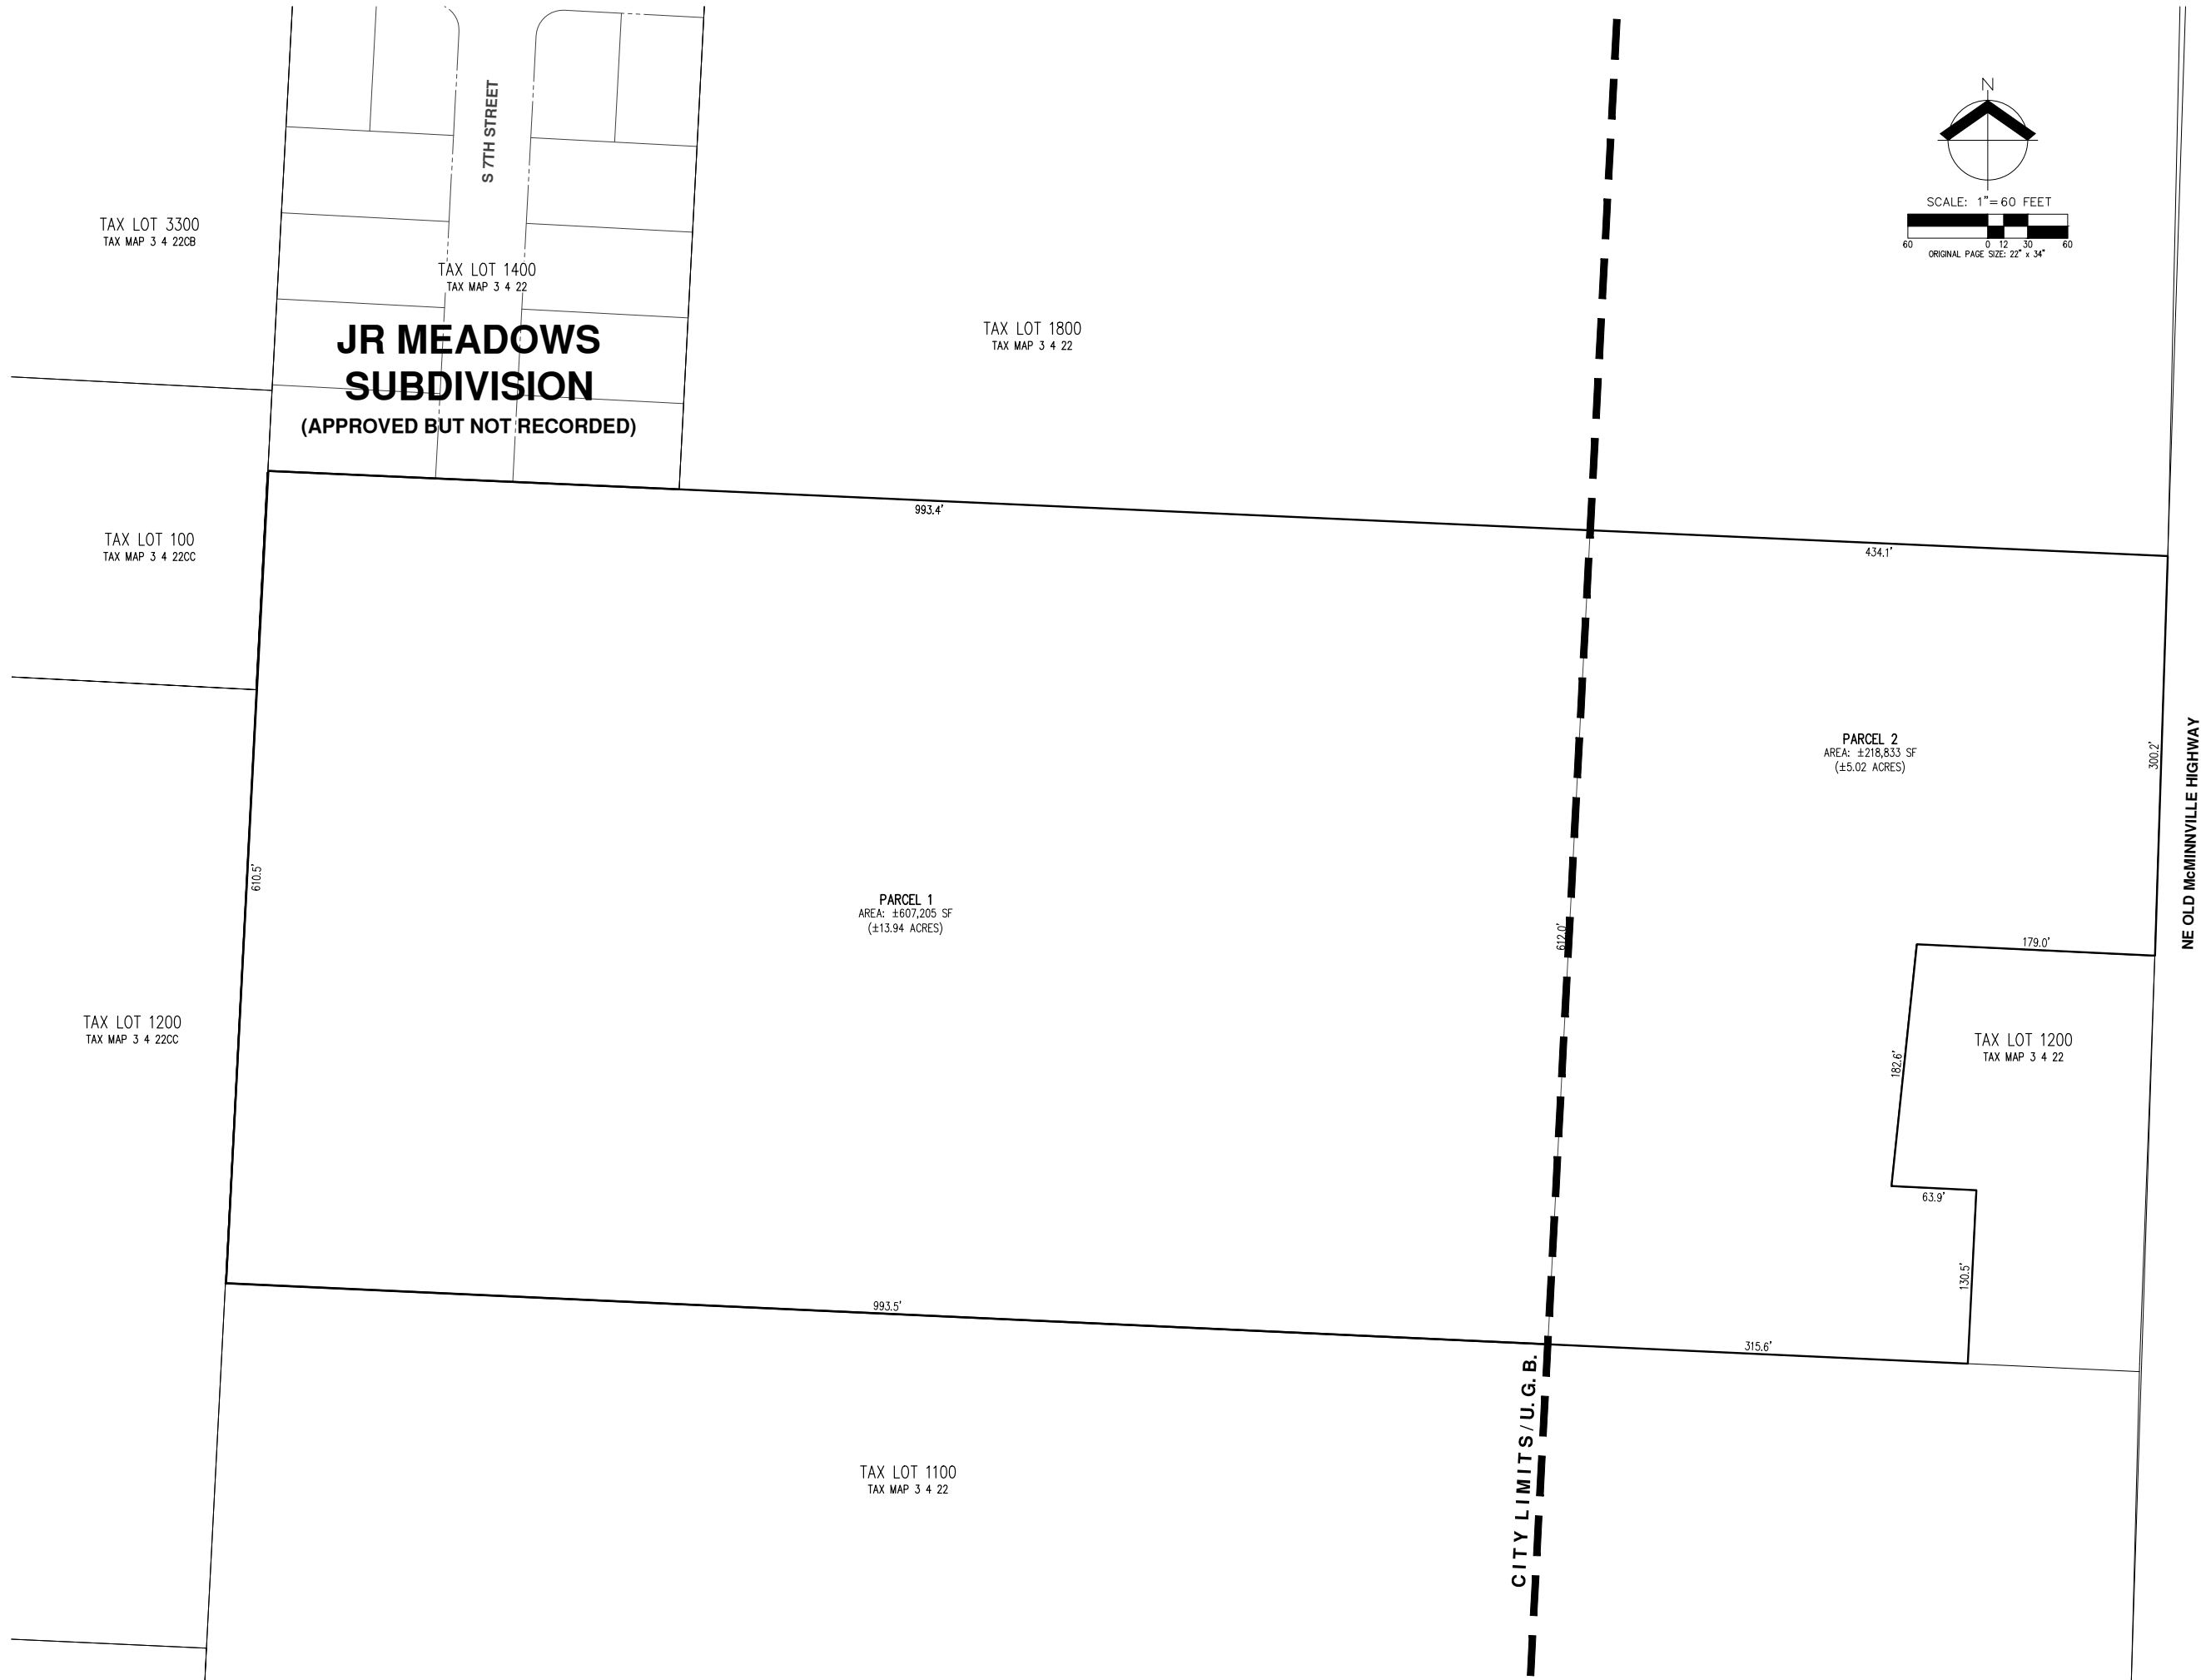 N
SCALE: 1"= 60 FEET
60 0 12 30 60
ORIGINAL PAGE SIZE: 22" x 34"
S 7TH STREET
TAX LOT 3300
TAX MAP 3 4 22CB
TAX LOT 1400
TAX MAP 3 4 22
JR MEADOWS
SUBDIVISION
(APPROVED BUT NOT RECORDED)
TAX LOT 1800
TAX MAP 3 4 22
993.4'
434.1'
TAX LOT 100
TAX MAP 3 4 22CC
PARCEL 2
AREA: ±218,833 SF
(±5.02 ACRES)
300.2'
NE OLD McMINNVILLE HIGHWAY
610.5'
PARCEL 1
AREA: ±607,205 SF
(±13.94 ACRES)
612.0'
179.0'
TAX LOT 1200
TAX MAP 3 4 22CC
182.6'
TAX LOT 1200
TAX MAP 3 4 22
63.9'
130.5'
993.5'
315.6'
CITY LIMITS/U.G.B.
TAX LOT 1100
TAX MAP 3 4 22